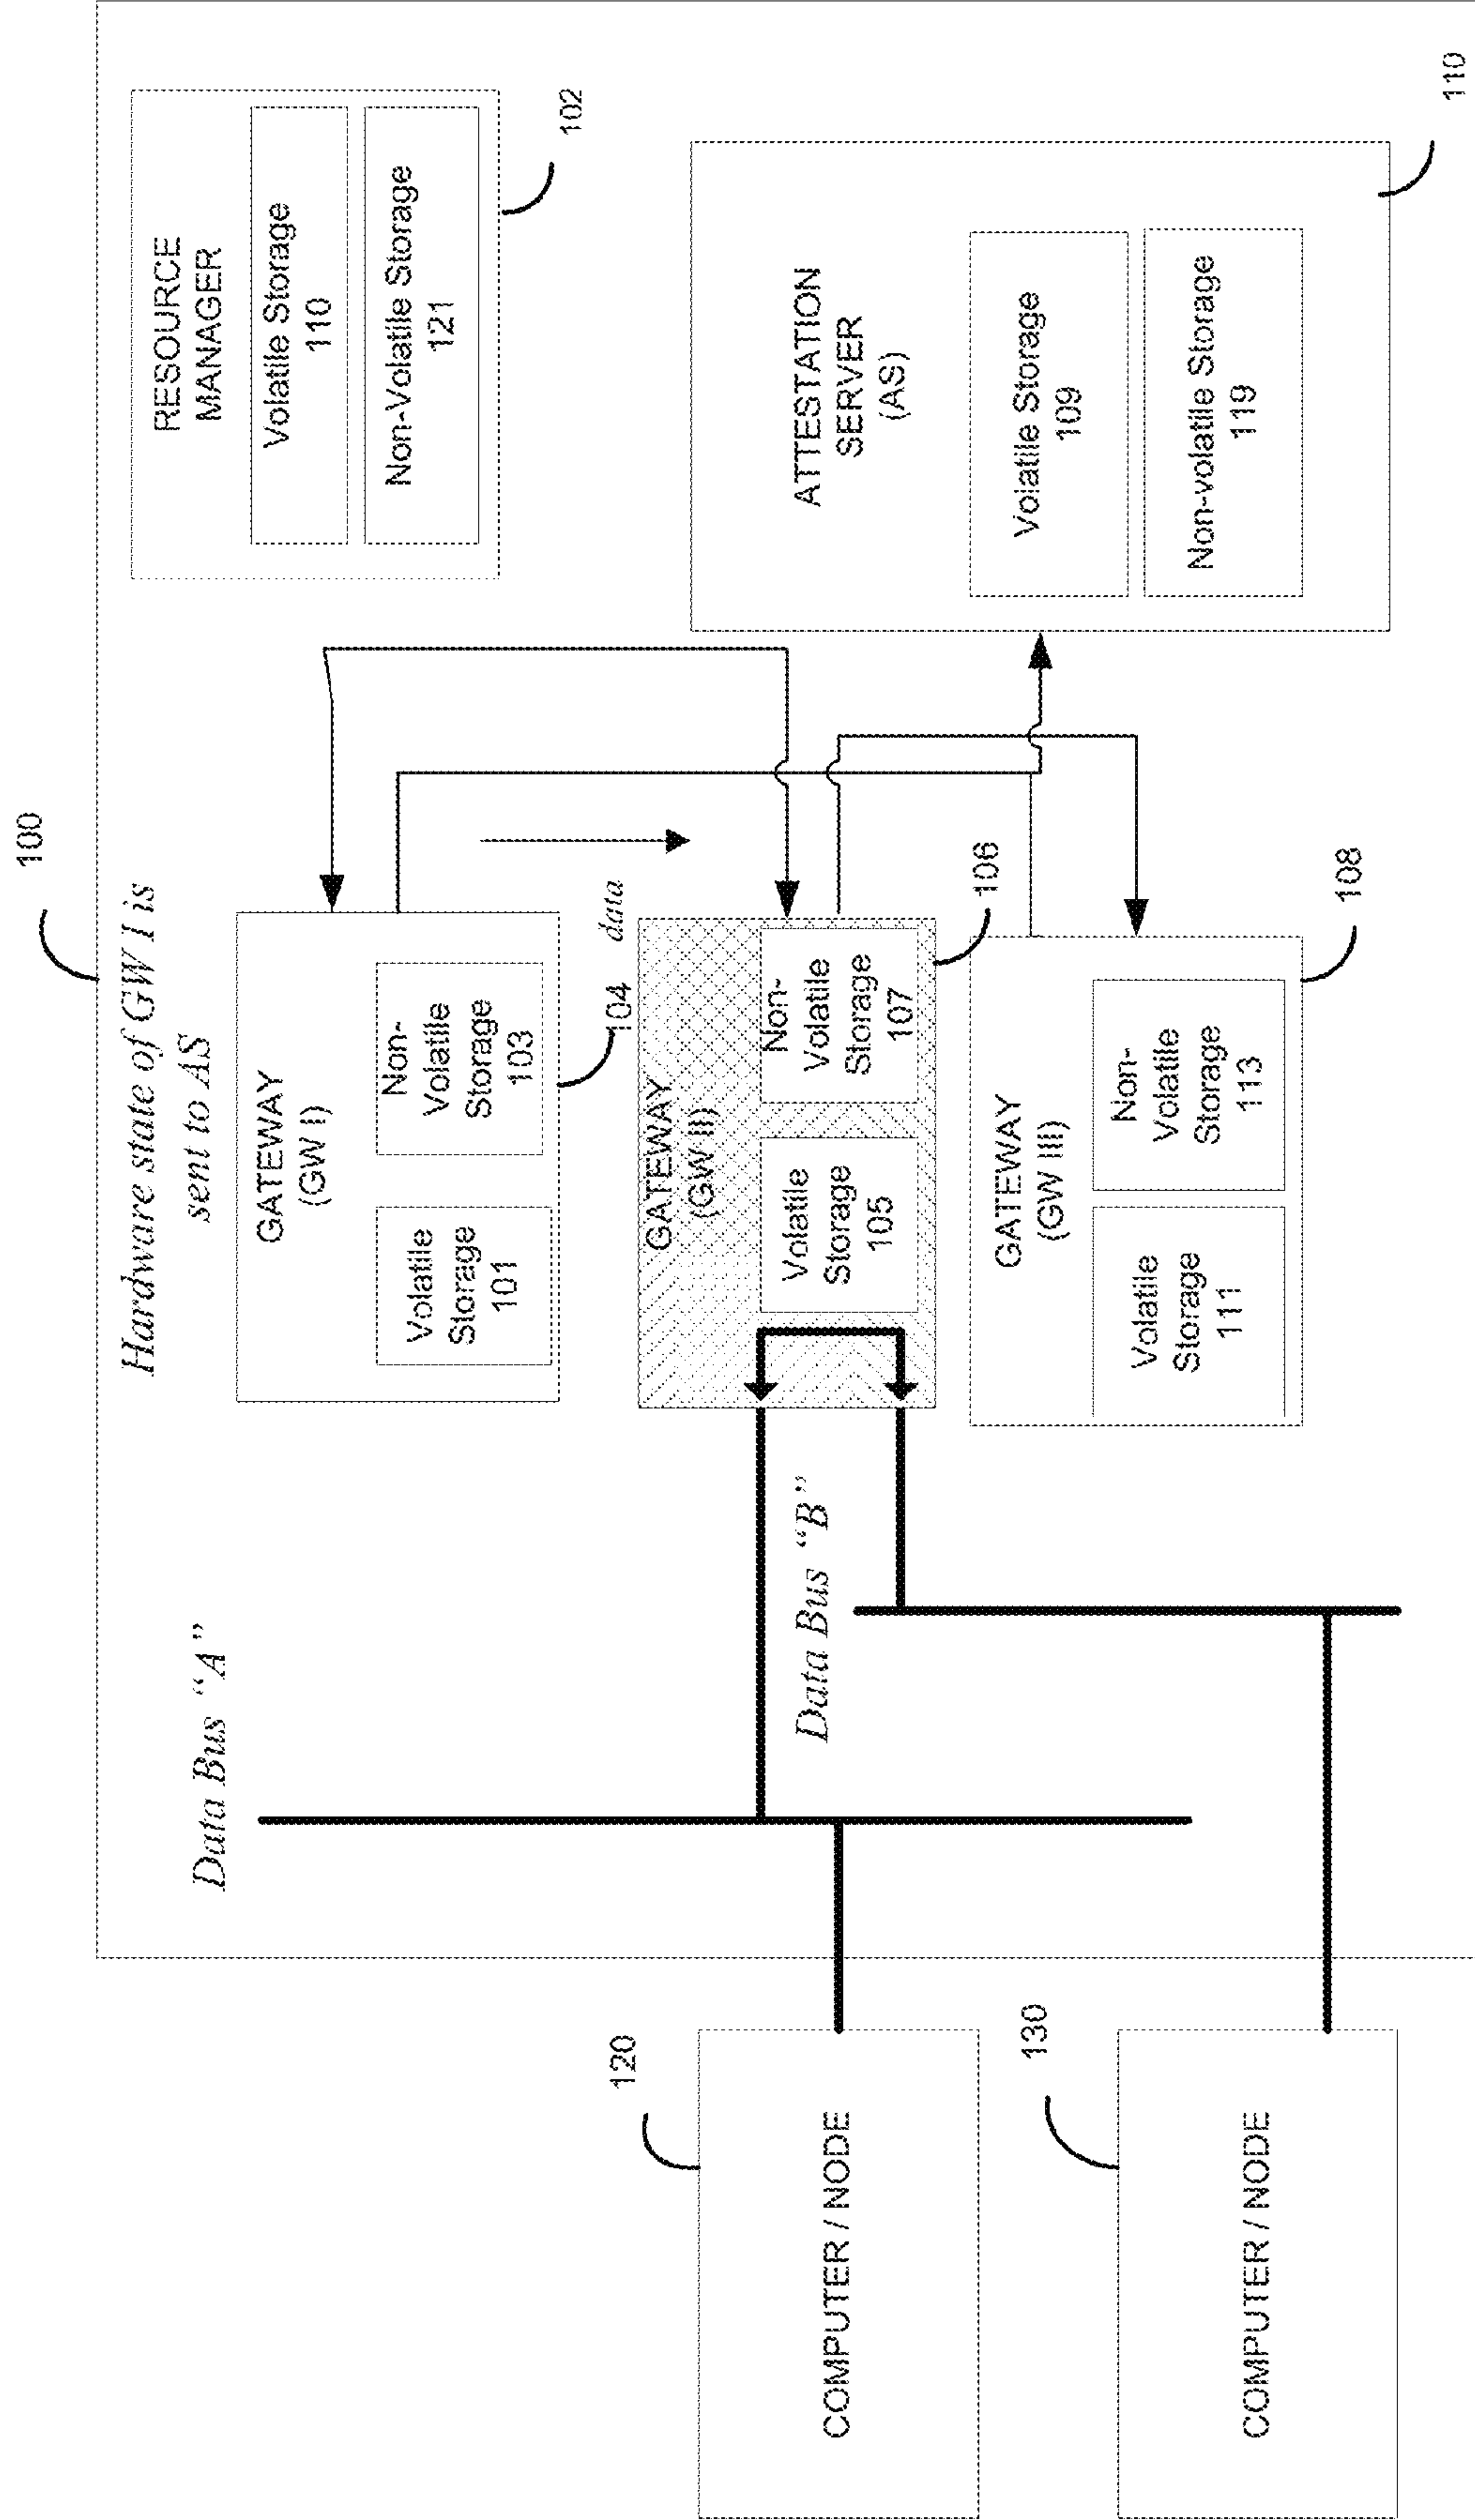 100
Hardware state of GW I is
sent to AS
Data Bus "A"
RESOURCE
MANAGER
Volatile Storage
110
Non-Volatile Storage
121
102
GATEWAY
(GW I)
Volatile
Storage
101
Non-
Volatile
Storage
103
104
data
120
COMPUTER / NODE
Data Bus "B"
GATEWAY
(GW II)
Volatile
Storage
105
Non-
Volatile
Storage
107
106
ATTESTATION
SERVER
(AS)
Volatile Storage
109
Non-volatile Storage
119
110
130
COMPUTER / NODE
GATEWAY
(GW III)
Volatile
Storage
111
Non-
Volatile
Storage
113
108